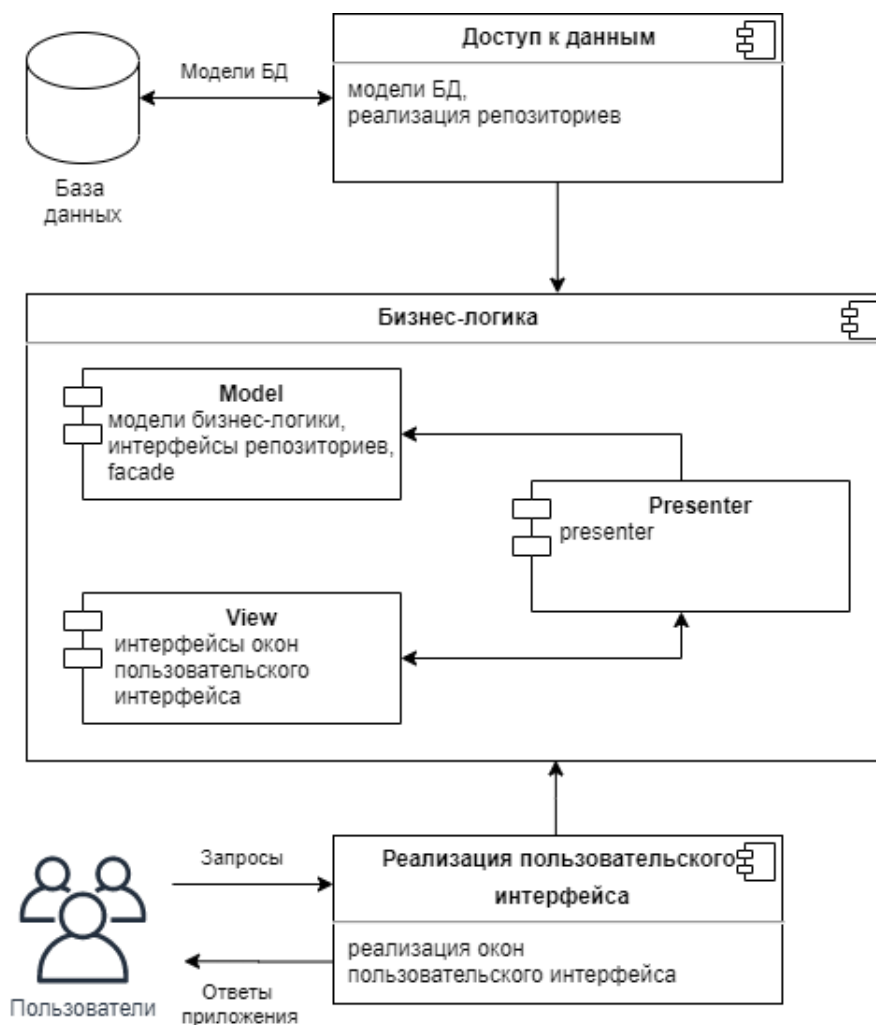 Доступ к данным
Модели БД
модели БД,
реализация репозиториев
База
данных
Бизнес-логика
Model
модели бизнес-логики,
интерфейсы репозиториев,
facade
Presenter
presenter
View
интерфейсы окон
пользовательского
интерфейса
Запросы
Реализация пользовательского
интерфейса
реализация окон
пользовательского интерфейса
Ответы
приложения
Пользователи